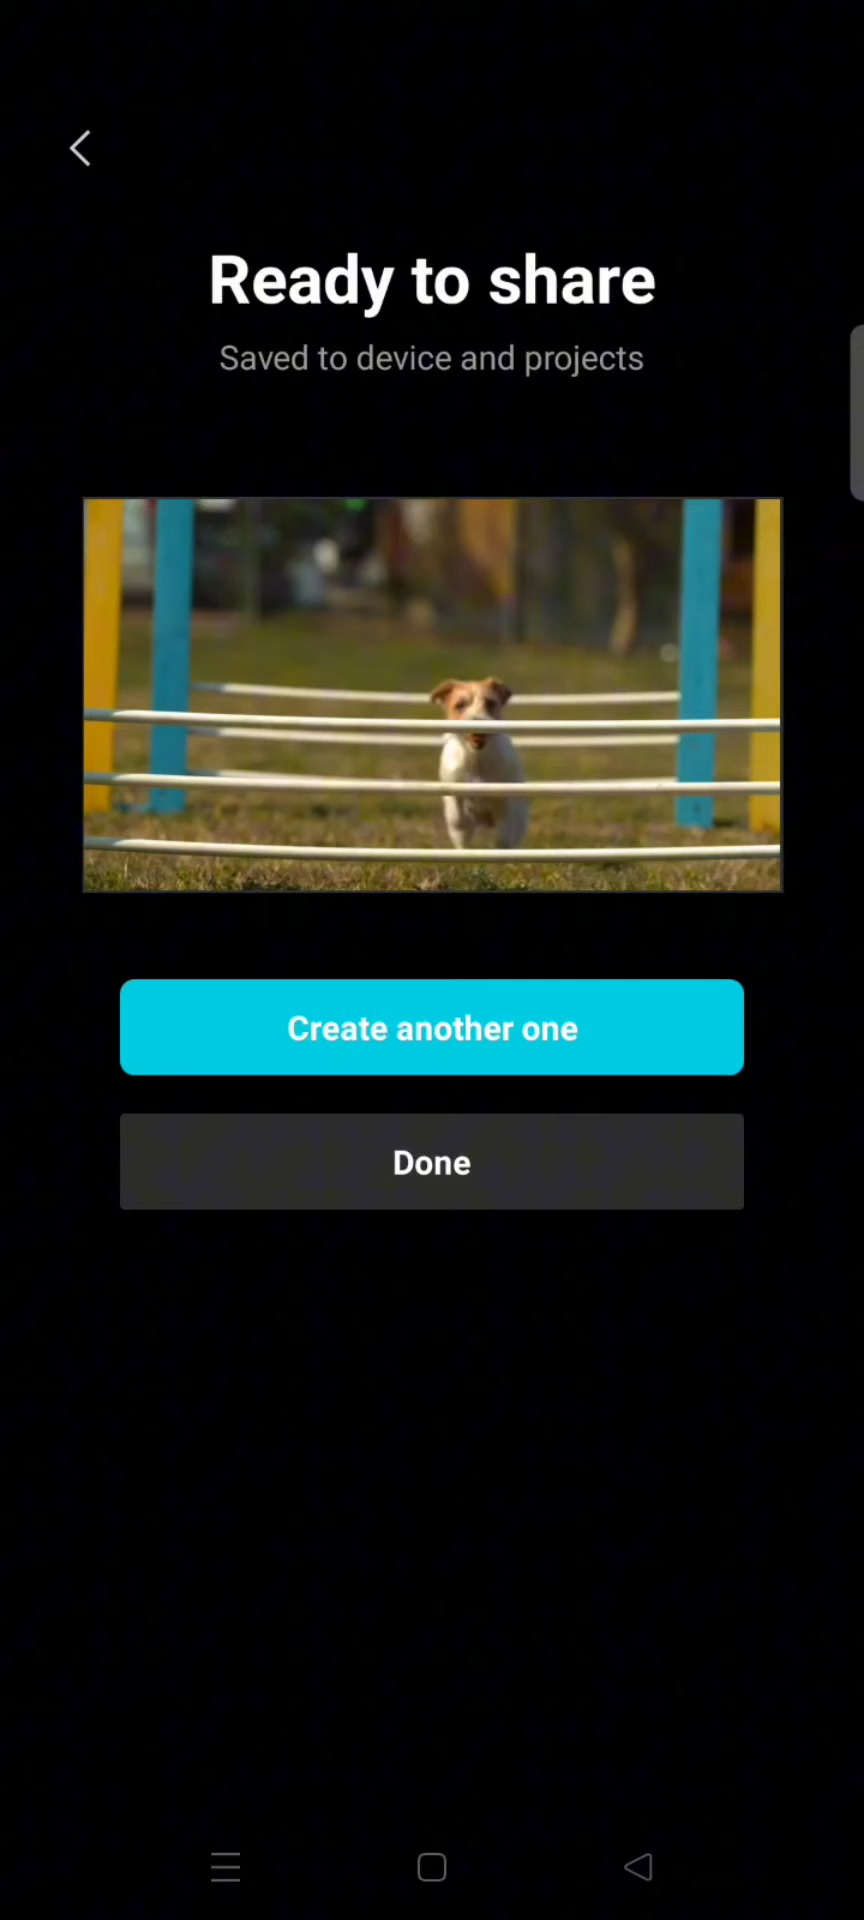 Ready to share
Saved to device and projects
Create another one
Done